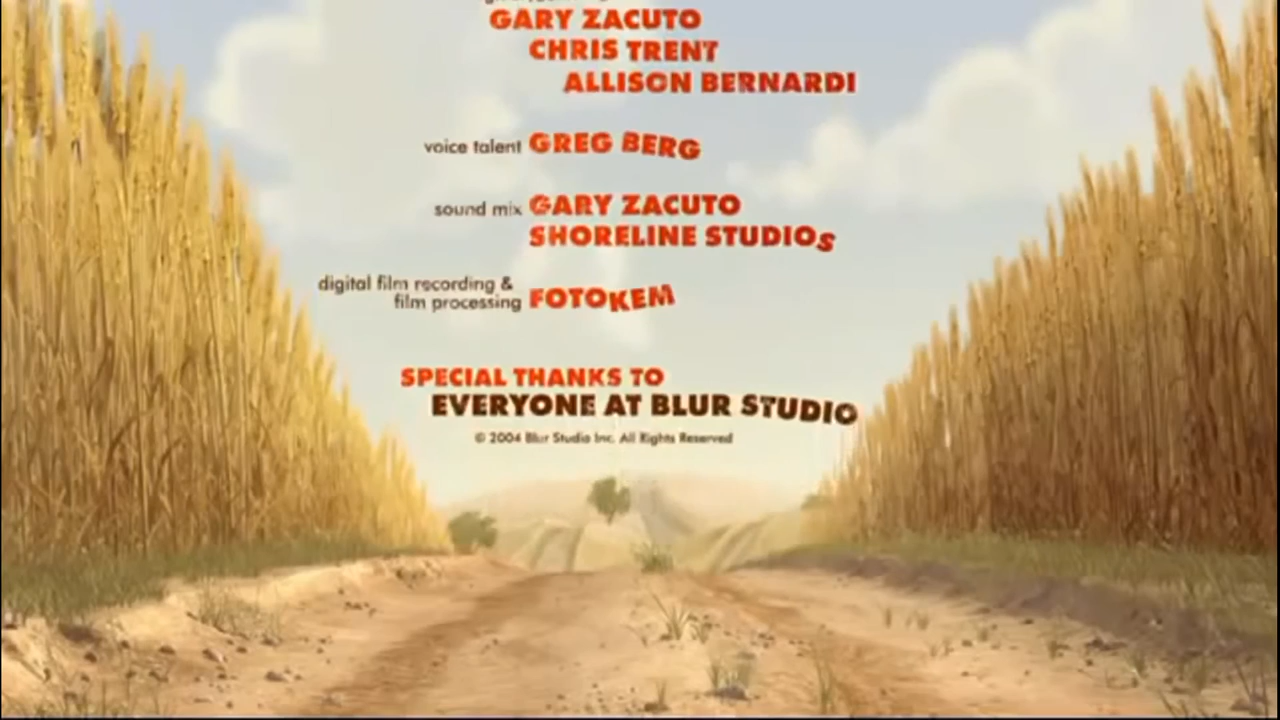 GARY ZACUTO
CHRIS TRENT
ALLISON BERNARDI
voice talent GREG BERG
sound mix GARY ZACUTO
SHORELINE STUDIOS
digital film recording &
film processing FOTOKEM
SPECIAL THANKS TO
EVERYONE AT BLUR STUDIO
© 2004 Blur Studio Inc. All Rights Reserved